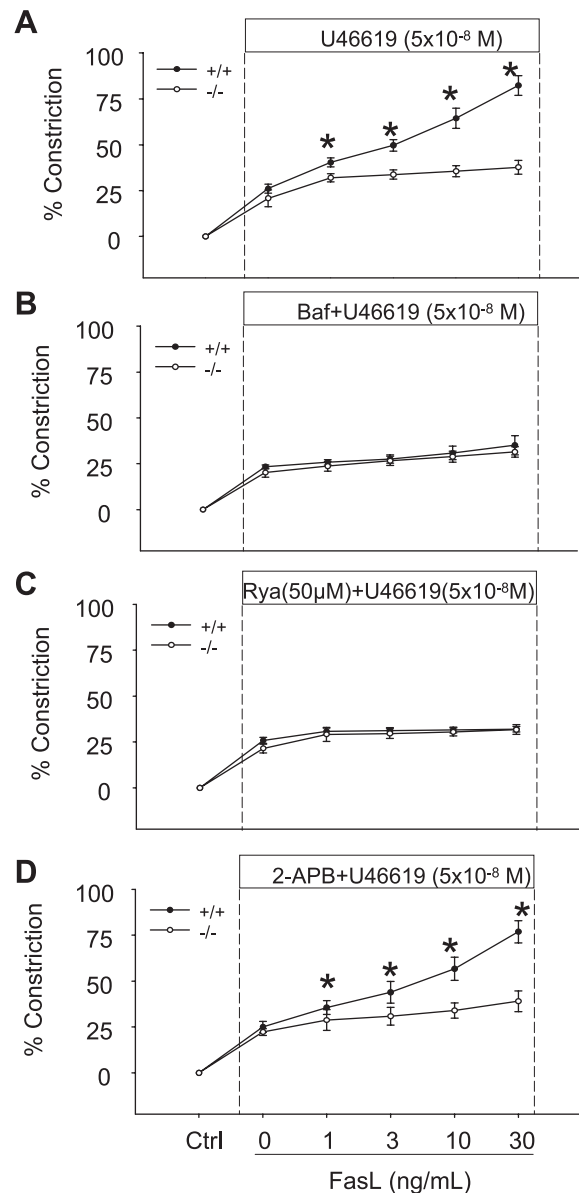 A
U46619 (5x10⁻⁸ M)
+/+
-/-
* * * *
100
75
50
25
0
% Constriction
B
Baf+U46619 (5x10⁻⁸ M)
+/+
-/-
100
75
50
25
0
% Constriction
C
Rya(50µM)+U46619(5x10⁻⁸M)
+/+
-/-
100
75
50
25
0
% Constriction
D
2-APB+U46619 (5x10⁻⁸ M)
+/+
-/-
* * * *
100
75
50
25
0
% Constriction
Ctrl 0 1 3 10 30
FasL (ng/mL)